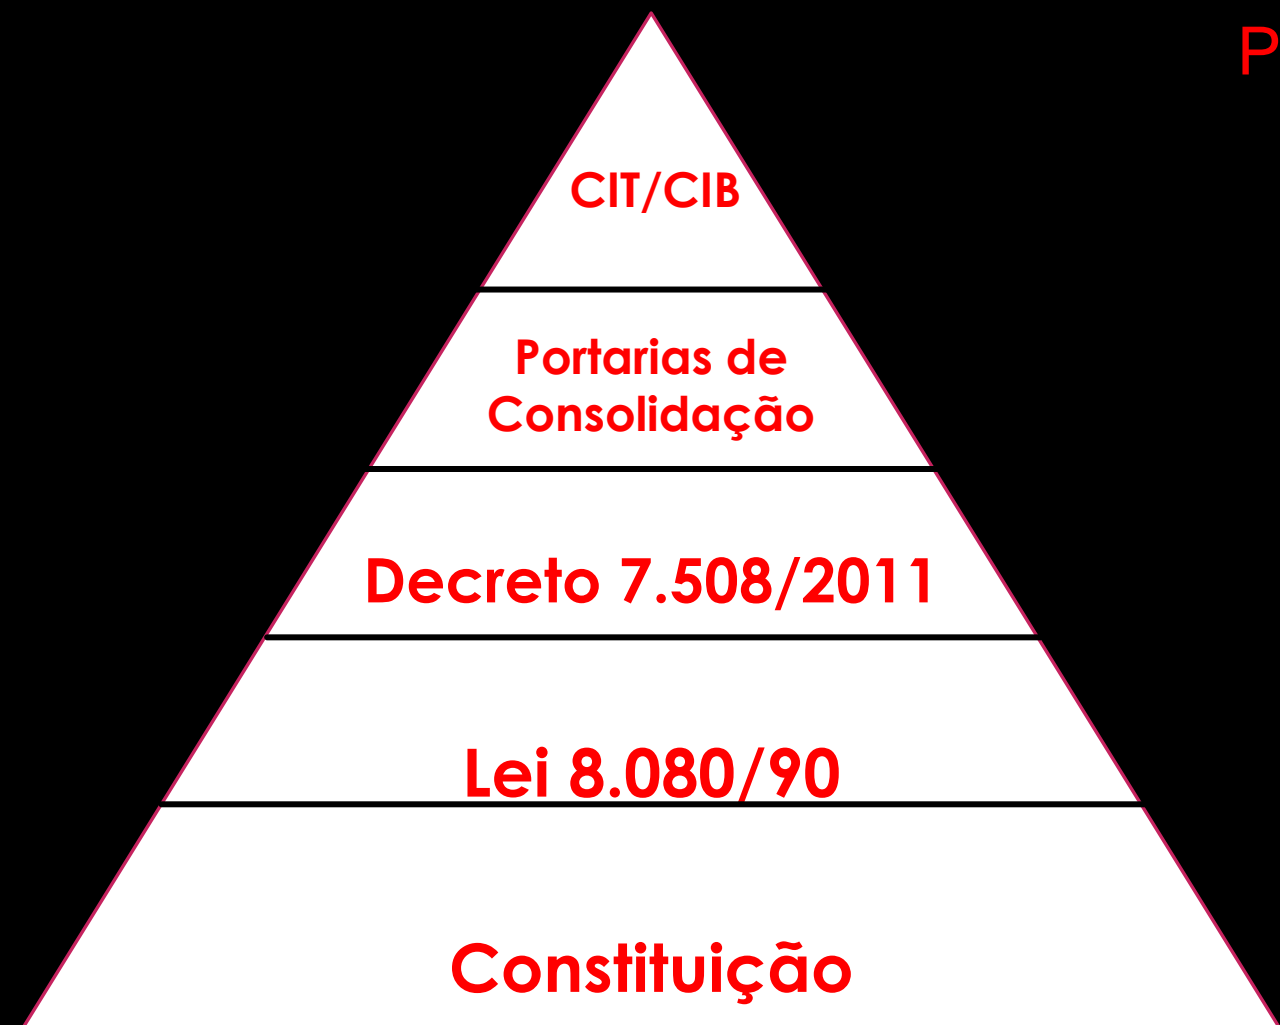 P
CIT/CIB
Portarias de
Consolidação
Decreto 7.508/2011
Lei 8.080/90
Constituição